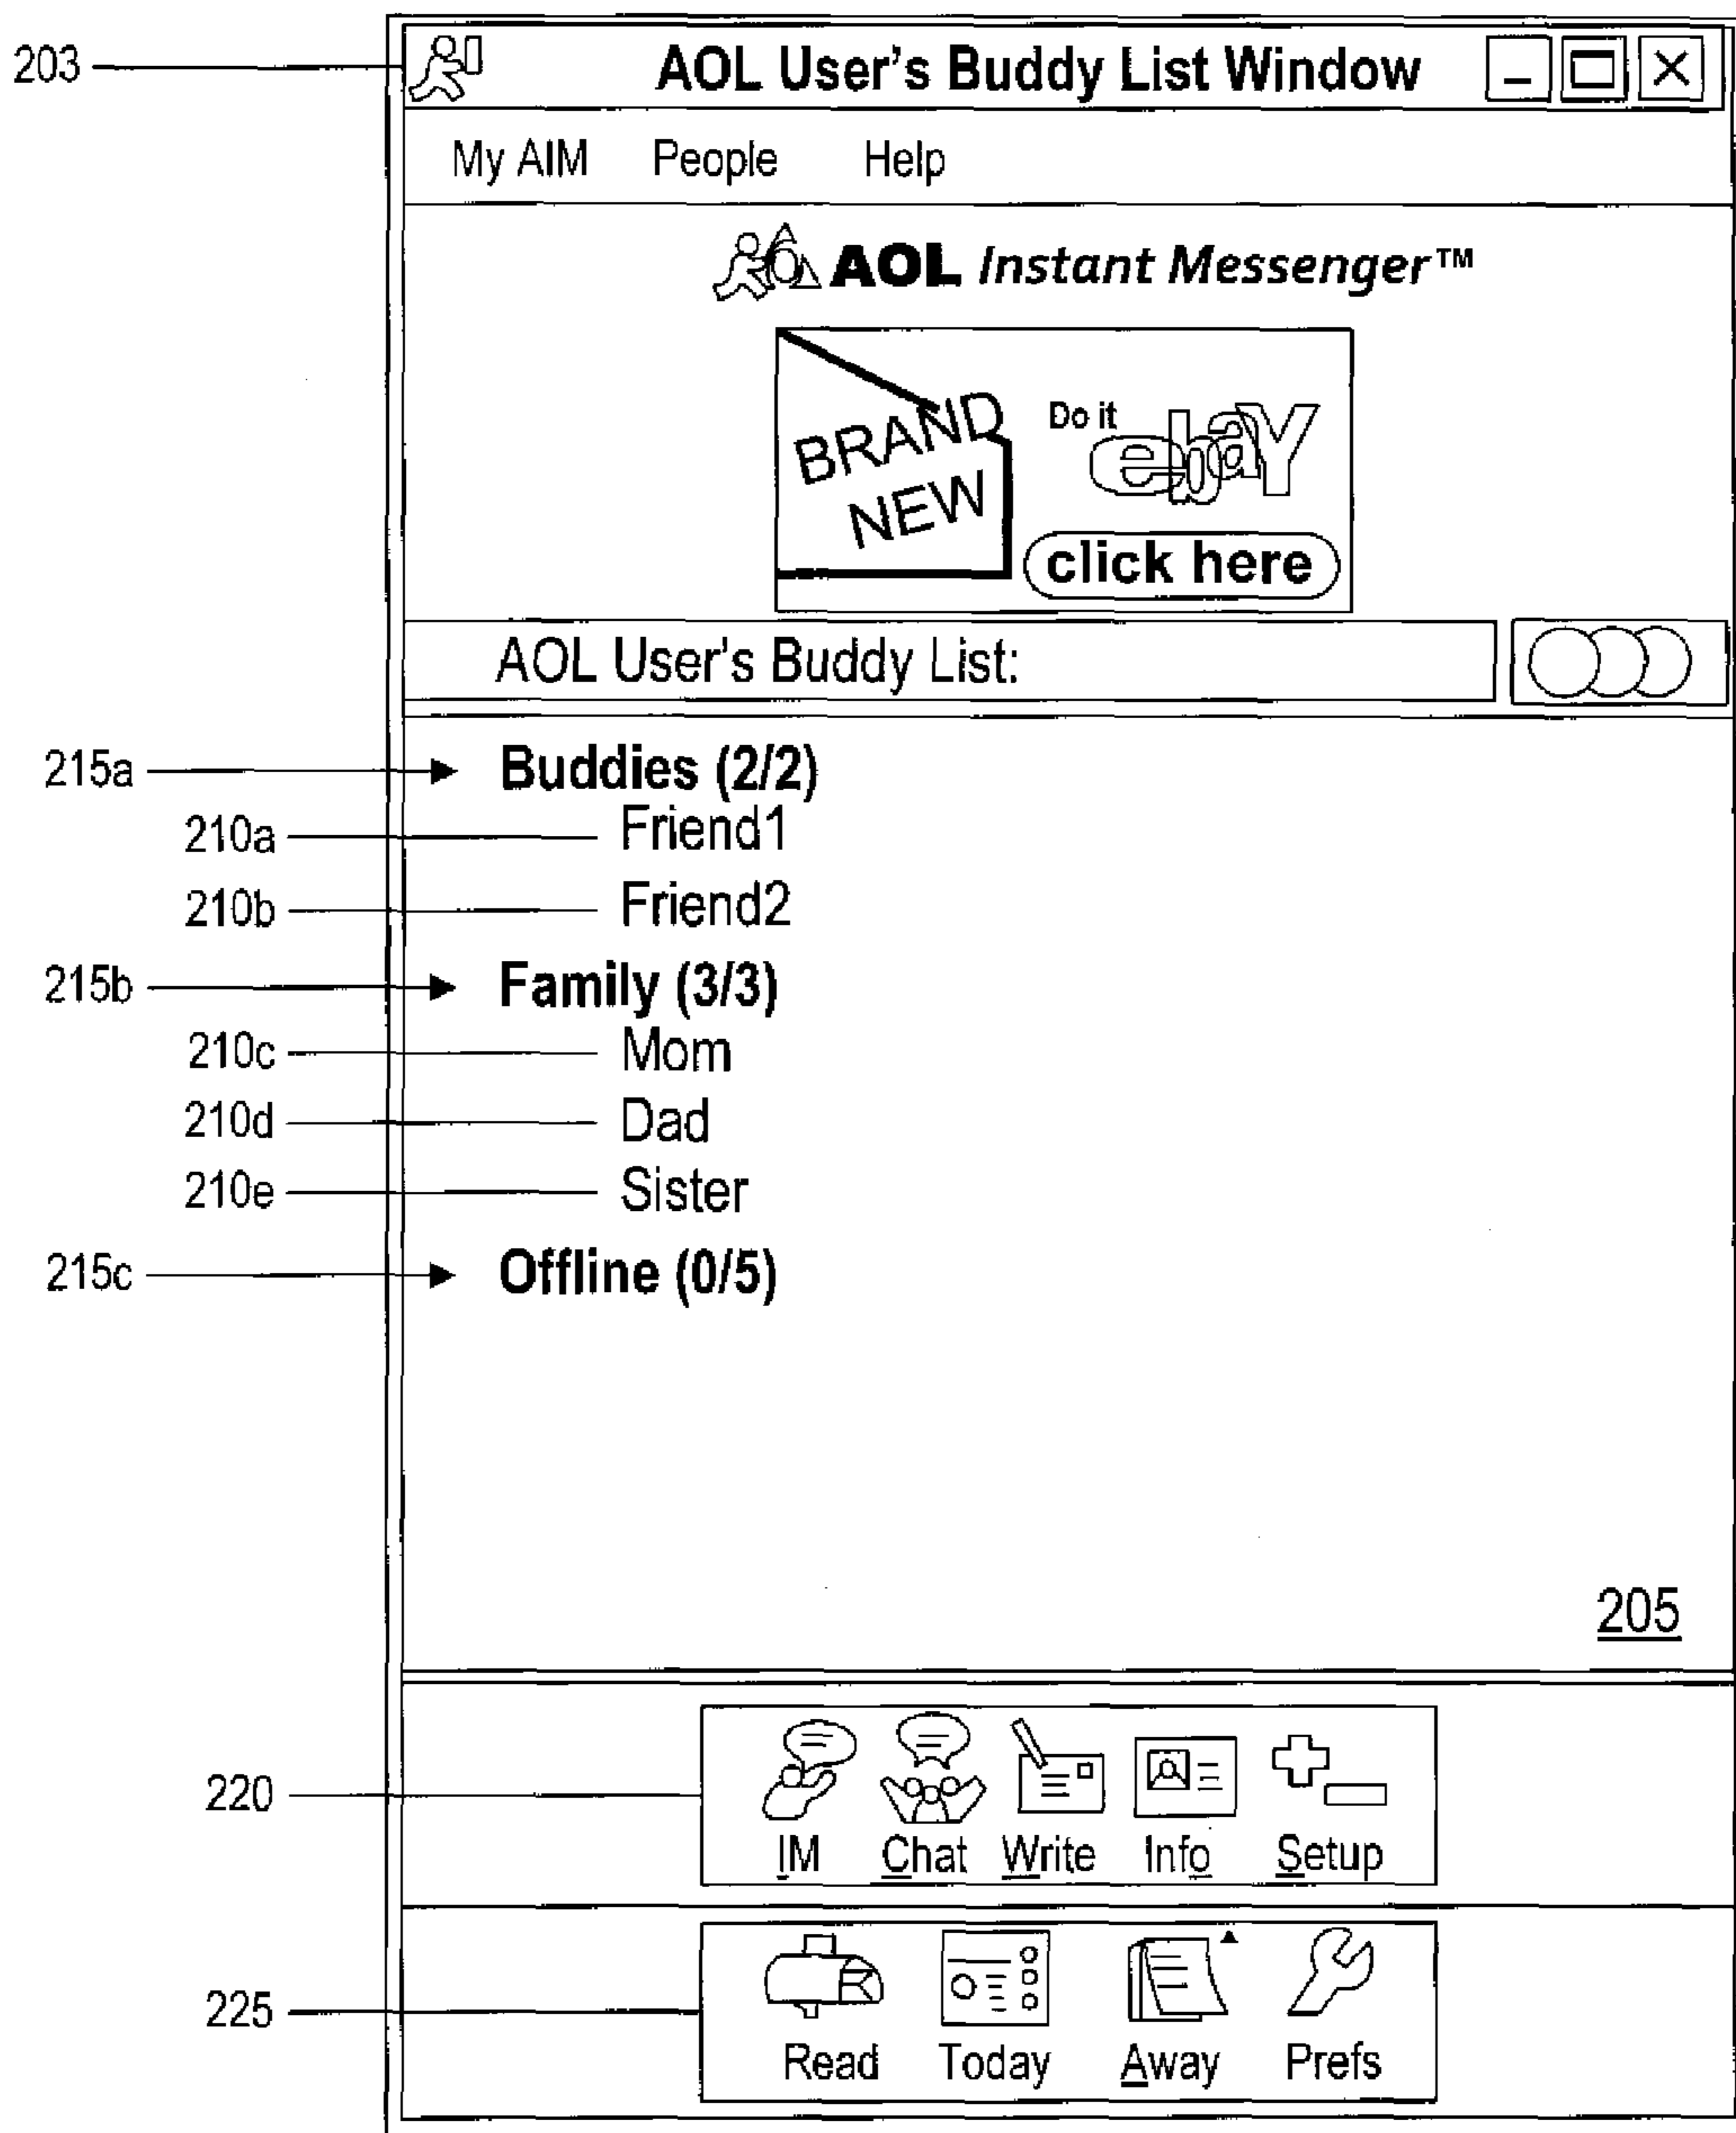 203 AOL User's Buddy List Window
My AIM People Help
AOL Instant Messenger™
BRAND NEW
Do it ebaY
click here
AOL User's Buddy List:
215a Buddies (2/2)
210a Friend1
210b Friend2
215b Family (3/3)
210c Mom
210d Dad
210e Sister
215c Offline (0/5)
205
220 IM Chat Write Info Setup
225 Read Today Away Prefs